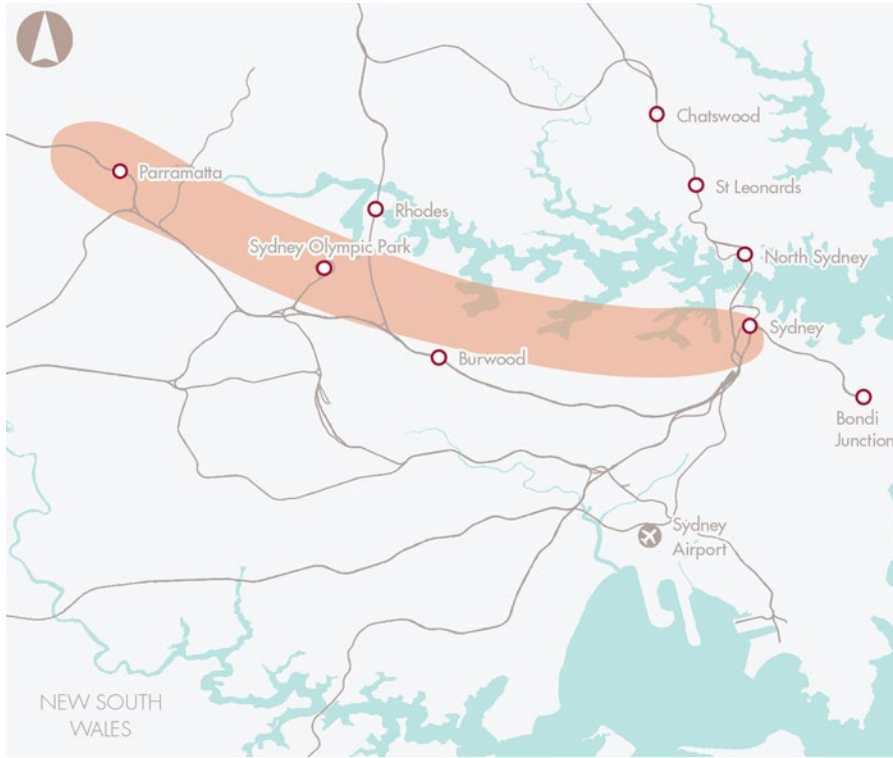 Chatswood
Parramatta
St Leonards
Rhodes
Sydney Olympic Park
North Sydney
Sydney
Burwood
Bondi
Junction
Sydney
Airport
NEW SOUTH
WALES